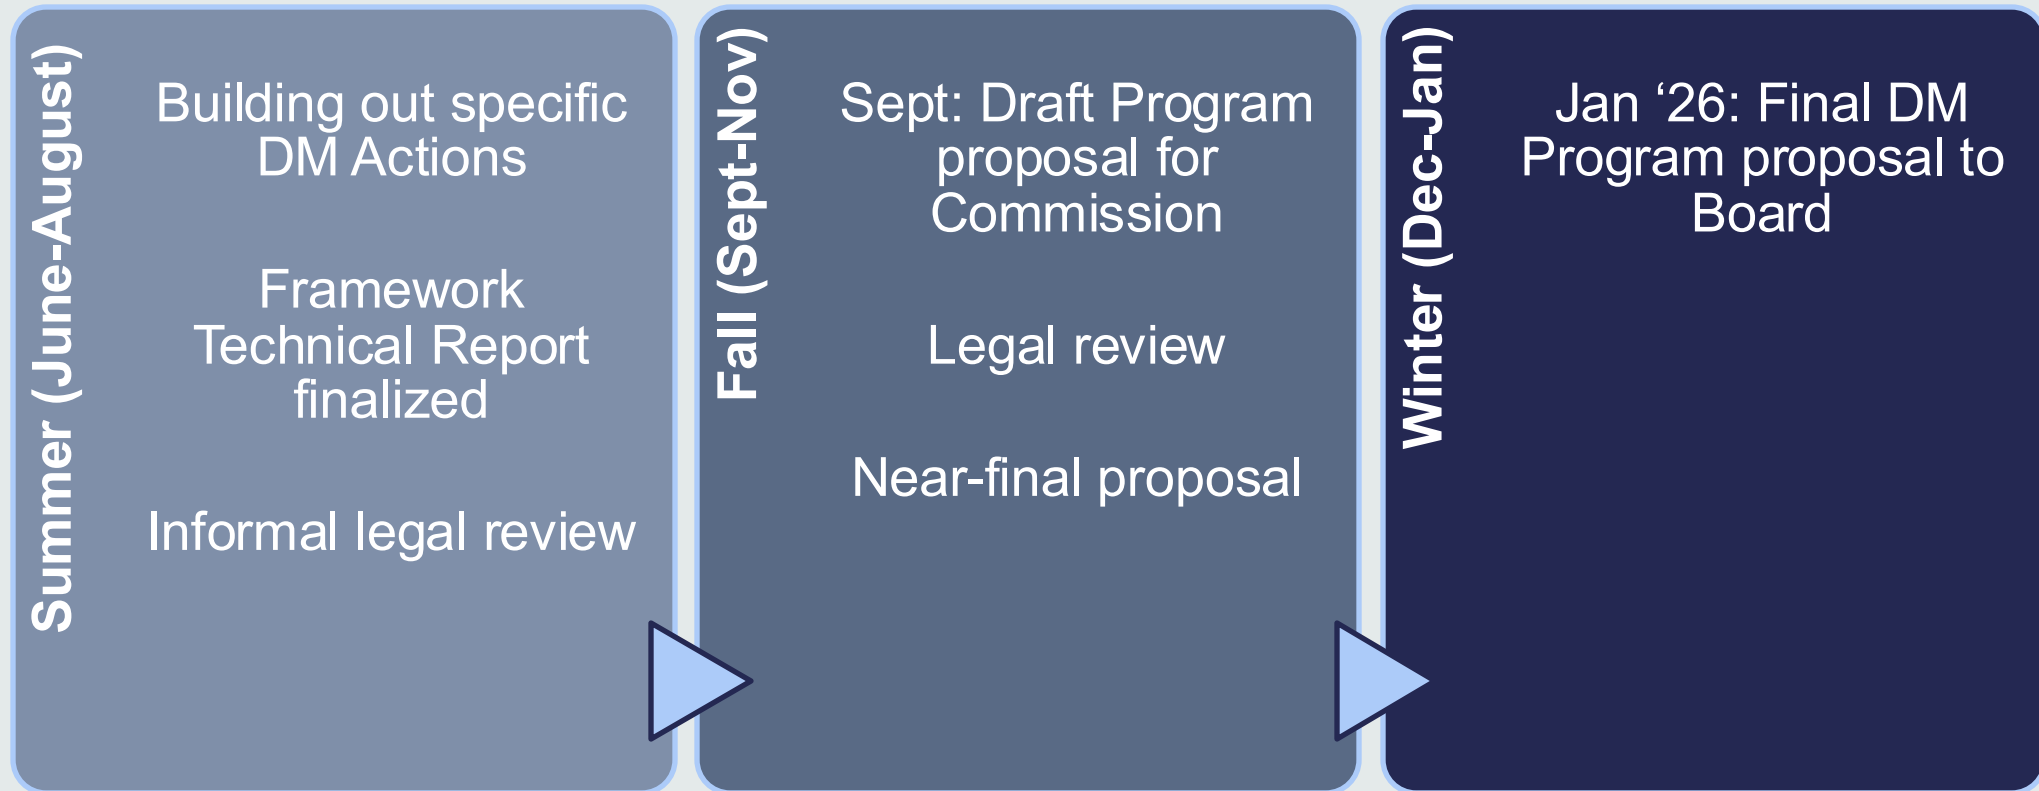 Summer (June-August)
Building out specific
DM Actions
Framework
Technical Report
finalized
Informal legal review
Fall (Sept-Nov)
Sept: Draft Program
proposal for
Commission
Legal review
Near-final proposal
Winter (Dec-Jan)
Jan ‘26: Final DM
Program proposal to
Board